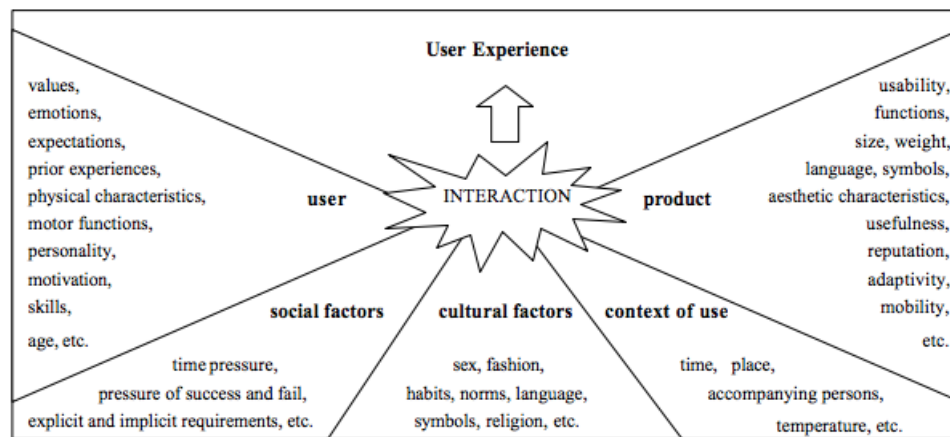 User Experience
values,
emotions,
expectations,
prior experiences,
physical characteristics,
motor functions,
personality,
motivation,
skills,
age, etc.
user
INTERACTION
product
usability,
functions,
size, weight,
language, symbols,
aesthetic characteristics,
usefulness,
reputation,
adaptivity,
mobility,
etc.
social factors
time pressure,
pressure of success and fail,
explicit and implicit requirements, etc.
cultural factors
sex, fashion,
habits, norms, language,
symbols, religion, etc.
context of use
time, place,
accompanying persons,
temperature, etc.